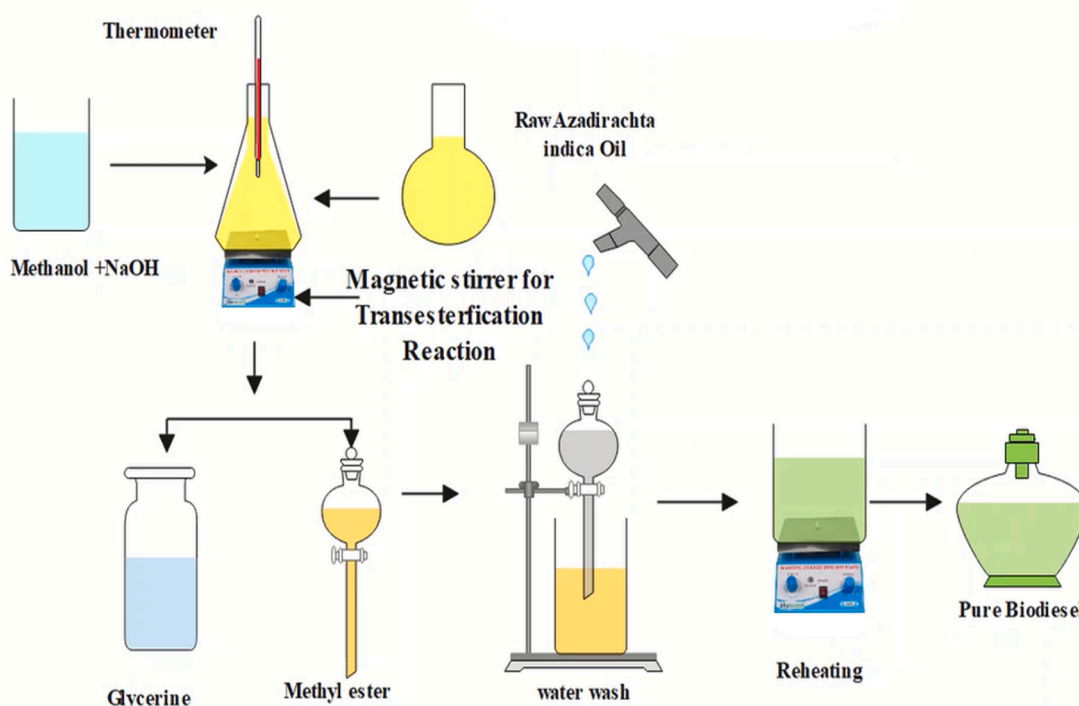 Thermometer
Raw Azadirachta
indica Oil
Methanol +NaOH
Magnetic stirrer for
Transesterfication
Reaction
Glycerine
Methyl ester
water wash
Reheating
Pure Biodiesel